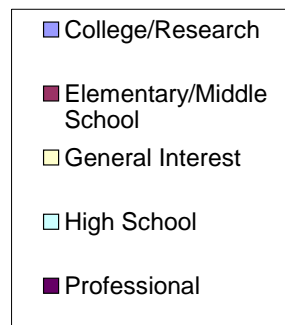 College/Research
Elementary/Middle
School
General Interest
High School
Professional